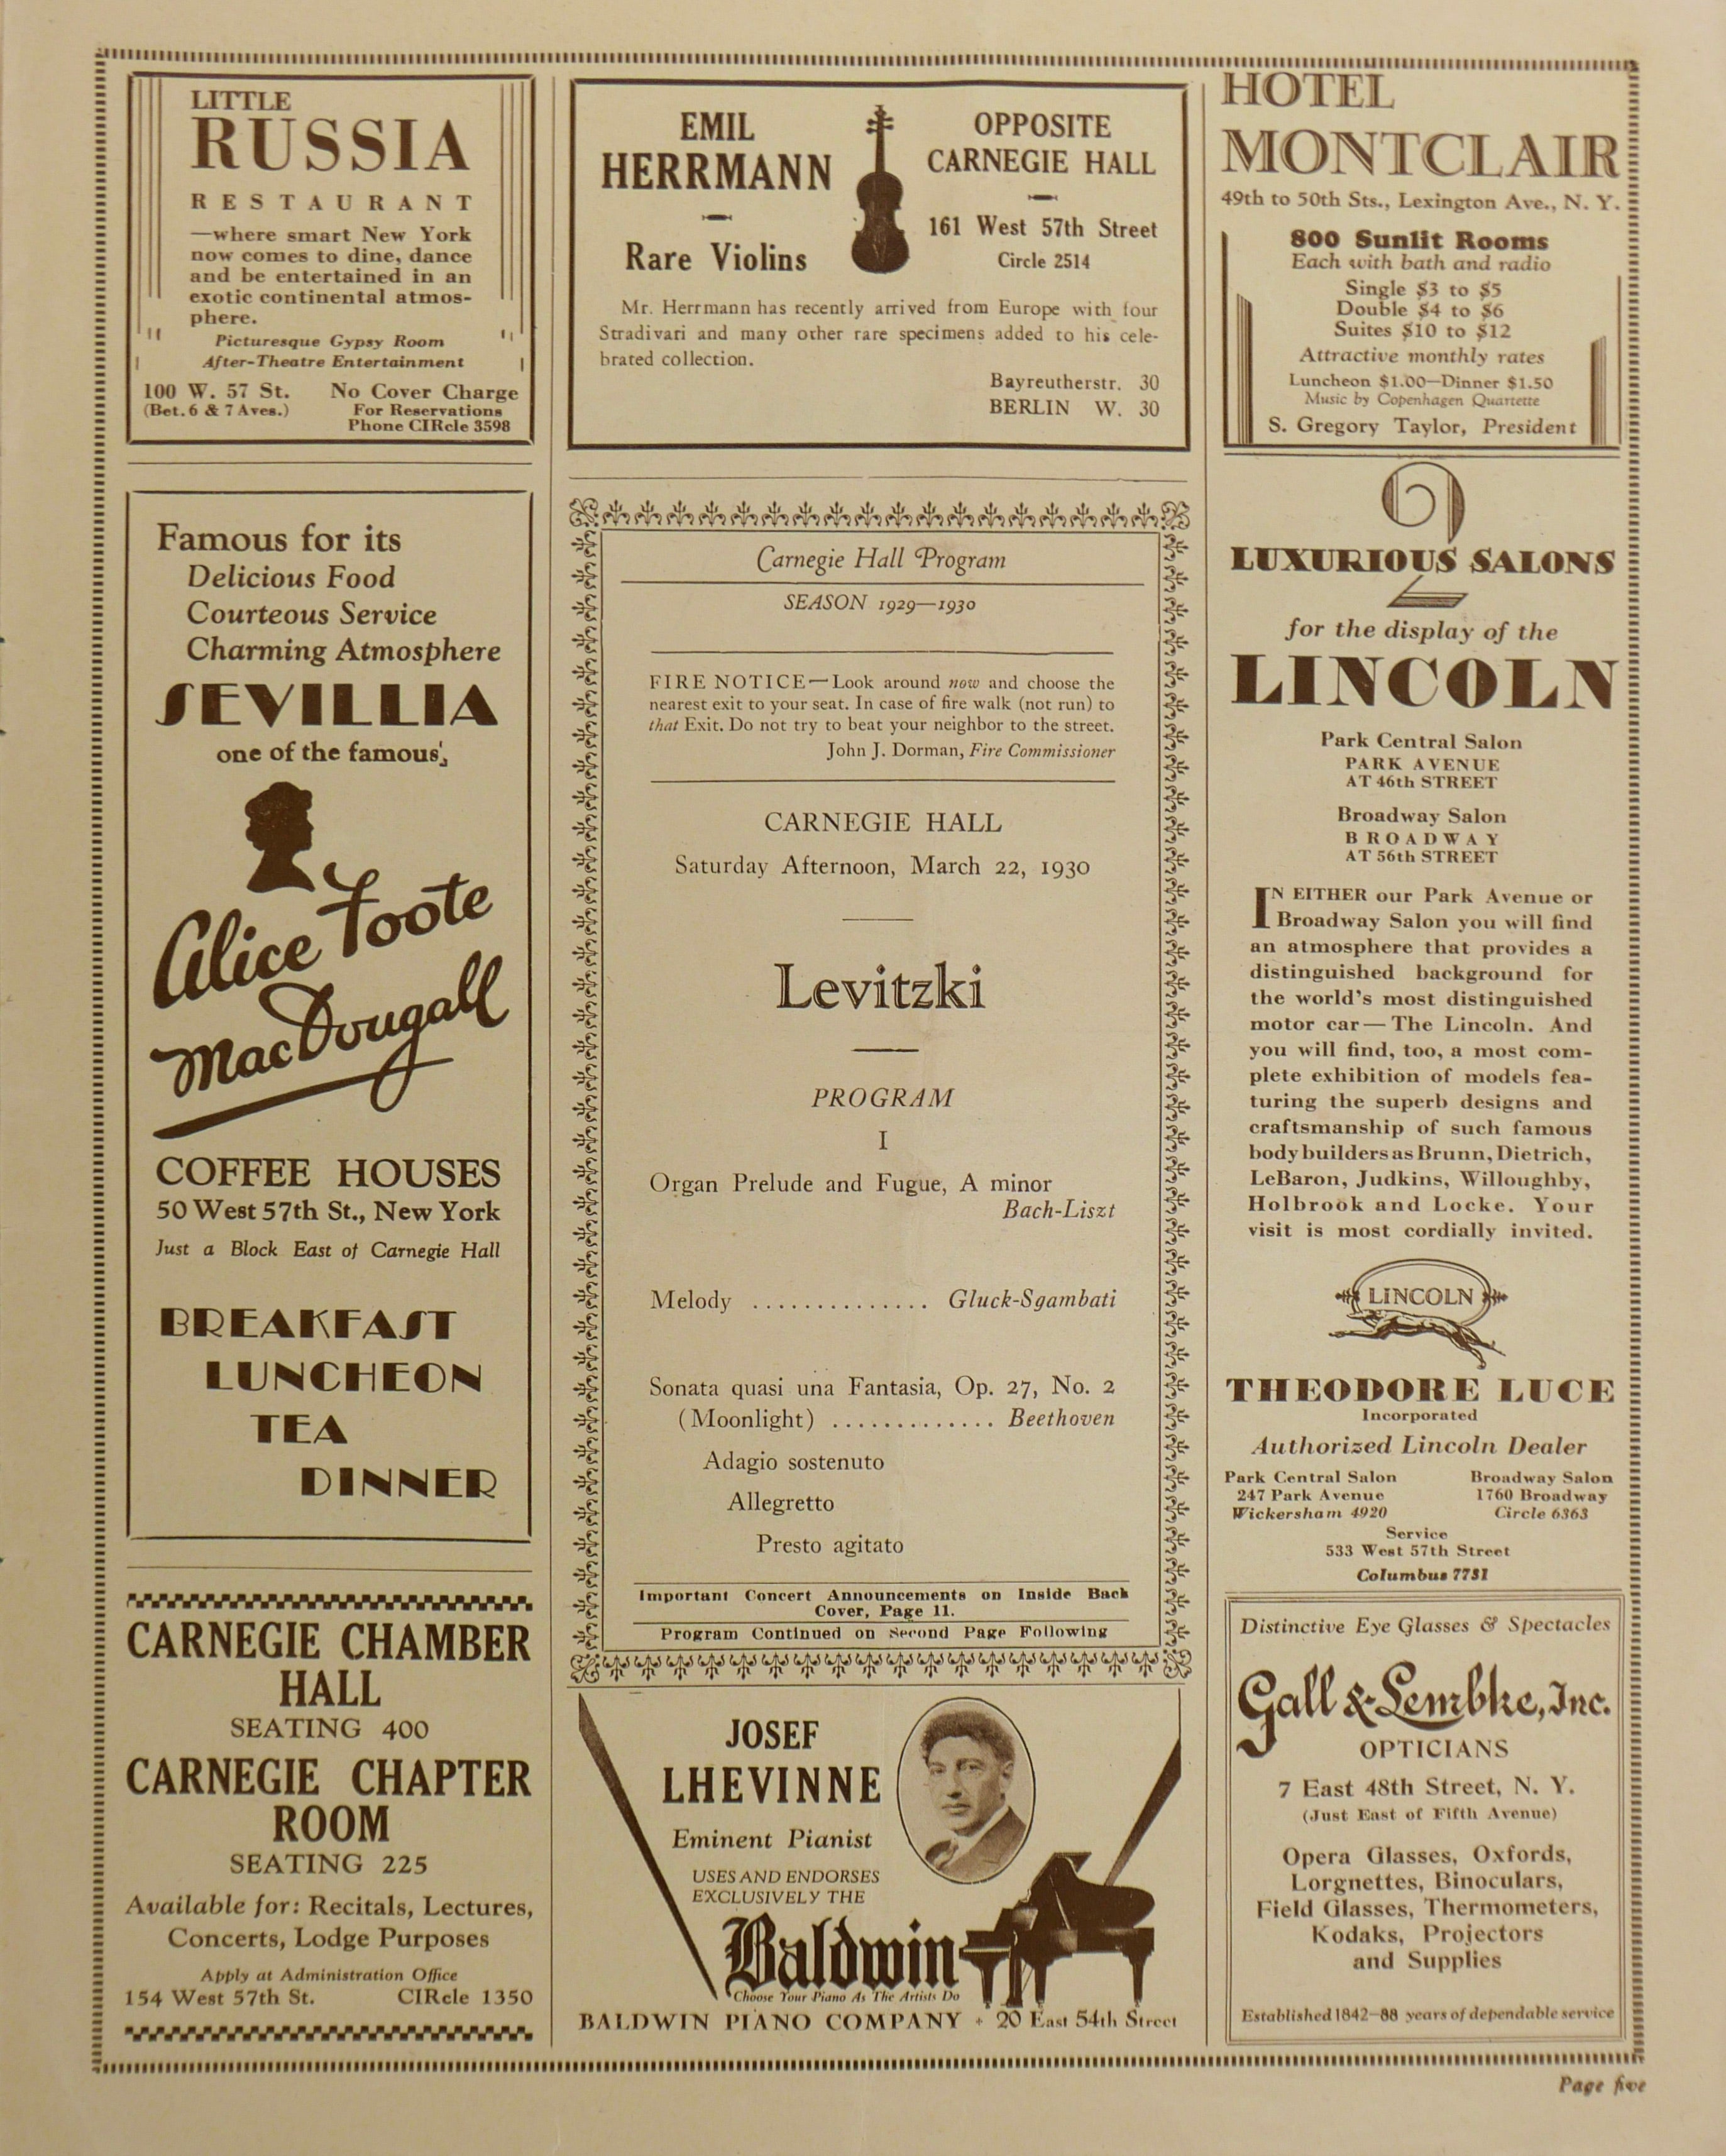 LITTLE
RUSSIA
RESTAURANT
—where smart New York
now comes to dine, dance
and be entertained in an
exotic continental atmos-
phere.
Picturesque Gypsy Room
After-Theatre Entertainment
100 W. 57 St. No Cover Charge
(Bet. 6 & 7 Aves.) For Reservations
Phone CIRcle 3598
Famous for its
Delicious Food
Courteous Service
Charming Atmosphere
SEVILLIA
one of the famous
Alice Foote
MacDougall
COFFEE HOUSES
50 West 57th St., New York
Just a Block East of Carnegie Hall
BREAKFAST
LUNCHEON
TEA
DINNER
CARNEGIE CHAMBER
HALL
SEATING 400
CARNEGIE CHAPTER
ROOM
SEATING 225
Available for: Recitals, Lectures,
Concerts, Lodge Purposes
Apply at Administration Office
154 West 57th St. CIRcle 1350
EMIL
HERRMANN
Rare Violins
OPPOSITE
CARNEGIE HALL
161 West 57th Street
Circle 2514
Mr. Herrmann has recently arrived from Europe with four
Stradivari and many other rare specimens added to his cele-
brated collection.
Bayreutherstr. 30
BERLIN W. 30
Carnegie Hall Program
SEASON 1929—1930
FIRE NOTICE—Look around now and choose the
nearest exit to your seat. In case of fire walk (not run) to
that Exit. Do not try to beat your neighbor to the street.
John J. Dorman, Fire Commissioner
CARNEGIE HALL
Saturday Afternoon, March 22, 1930
Levitzki
PROGRAM
I
Organ Prelude and Fugue, A minor
Bach-Liszt
Melody .............. Gluck-Sgambati
Sonata quasi una Fantasia, Op. 27, No. 2
(Moonlight) ............. Beethoven
Adagio sostenuto
Allegretto
Presto agitato
Important Concert Announcements on Inside Back
Cover, Page 11.
Program Continued on Second Page Following
JOSEF
LHEVINNE
Eminent Pianist
USES AND ENDORSES
EXCLUSIVELY THE
Baldwin
Choose Your Piano As The Artists Do
BALDWIN PIANO COMPANY + 20 East 54th Street
HOTEL
MONTCLAIR
49th to 50th Sts., Lexington Ave., N. Y.
800 Sunlit Rooms
Each with bath and radio
Single $3 to $5
Double $4 to $6
Suites $10 to $12
Attractive monthly rates
Luncheon $1.00—Dinner $1.50
Music by Copenhagen Quartette
S. Gregory Taylor, President
2
LUXURIOUS SALONS
for the display of the
LINCOLN
Park Central Salon
PARK AVENUE
AT 46th STREET
Broadway Salon
BROADWAY
AT 56th STREET
IN EITHER our Park Avenue or
Broadway Salon you will find
an atmosphere that provides a
distinguished background for
the world's most distinguished
motor car—The Lincoln. And
you will find, too, a most com-
plete exhibition of models fea-
turing the superb designs and
craftsmanship of such famous
bodybuilders as Brunn, Dietrich,
LeBaron, Judkins, Willoughby,
Holbrook and Locke. Your
visit is most cordially invited.
LINCOLN
THEODORE LUCE
Incorporated
Authorized Lincoln Dealer
Park Central Salon Broadway Salon
247 Park Avenue 1760 Broadway
Wickersham 4920 Circle 6363
Service
533 West 57th Street
Columbus 7731
Distinctive Eye Glasses & Spectacles
Gall & Lembke, Inc.
OPTICIANS
7 East 48th Street, N. Y.
(Just East of Fifth Avenue)
Opera Glasses, Oxfords,
Lorgnettes, Binoculars,
Field Glasses, Thermometers,
Kodaks, Projectors
and Supplies
Established 1842—88 years of dependable service
Page five